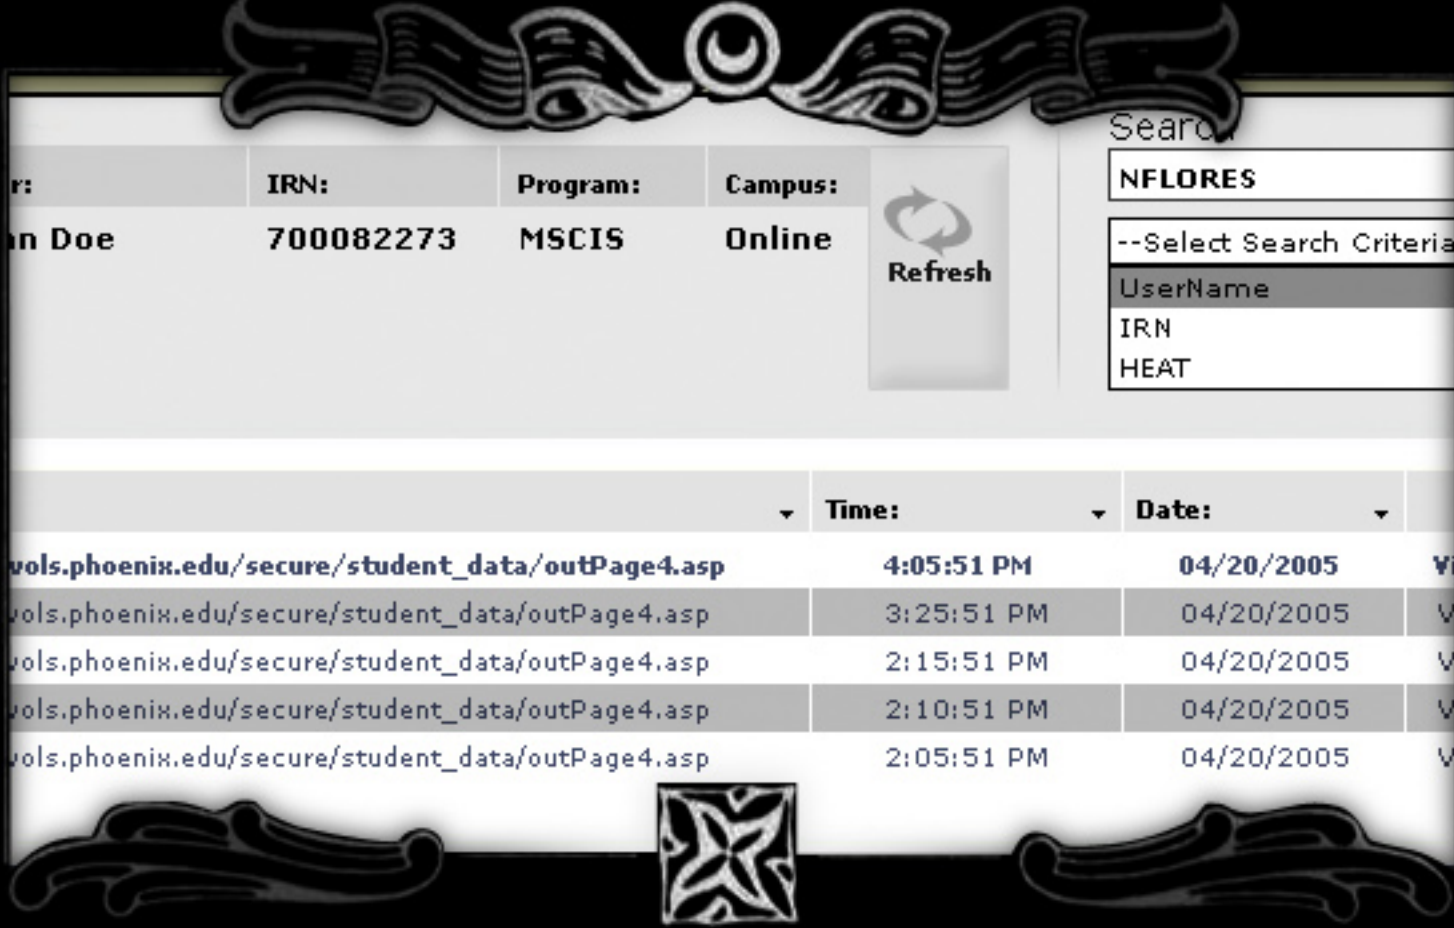 Search
r: IRN: Program: Campus:
NFLORES
n Doe 700082273 MSCIS Online
--Select Search Criteria
Refresh
UserName
IRN
HEAT
Time: Date:
vols.phoenix.edu/secure/student_data/outPage4.asp 4:05:51 PM 04/20/2005 Vi
vols.phoenix.edu/secure/student_data/outPage4.asp 3:25:51 PM 04/20/2005 V
vols.phoenix.edu/secure/student_data/outPage4.asp 2:15:51 PM 04/20/2005 V
vols.phoenix.edu/secure/student_data/outPage4.asp 2:10:51 PM 04/20/2005 V
vols.phoenix.edu/secure/student_data/outPage4.asp 2:05:51 PM 04/20/2005 V